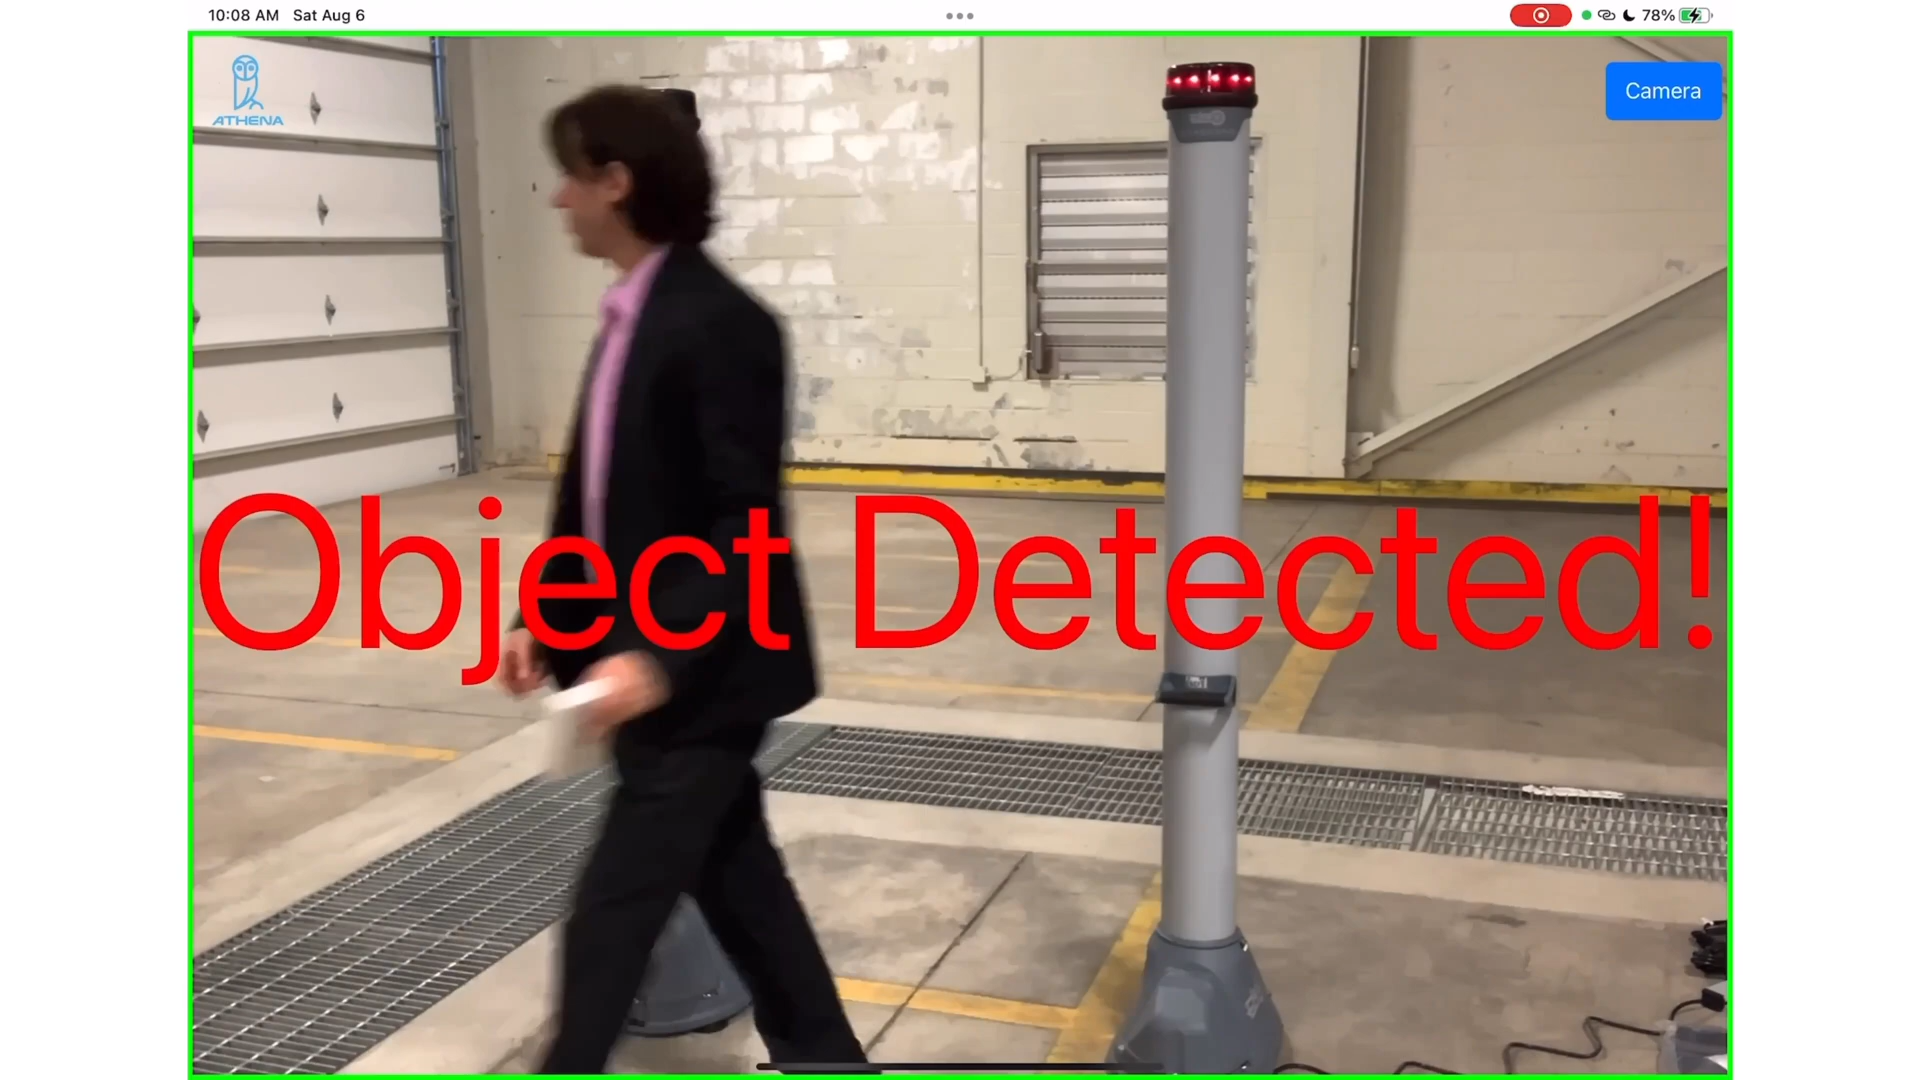 10:08 AM Sat Aug 6
78%
ATHENA
Camera
Object Detected!